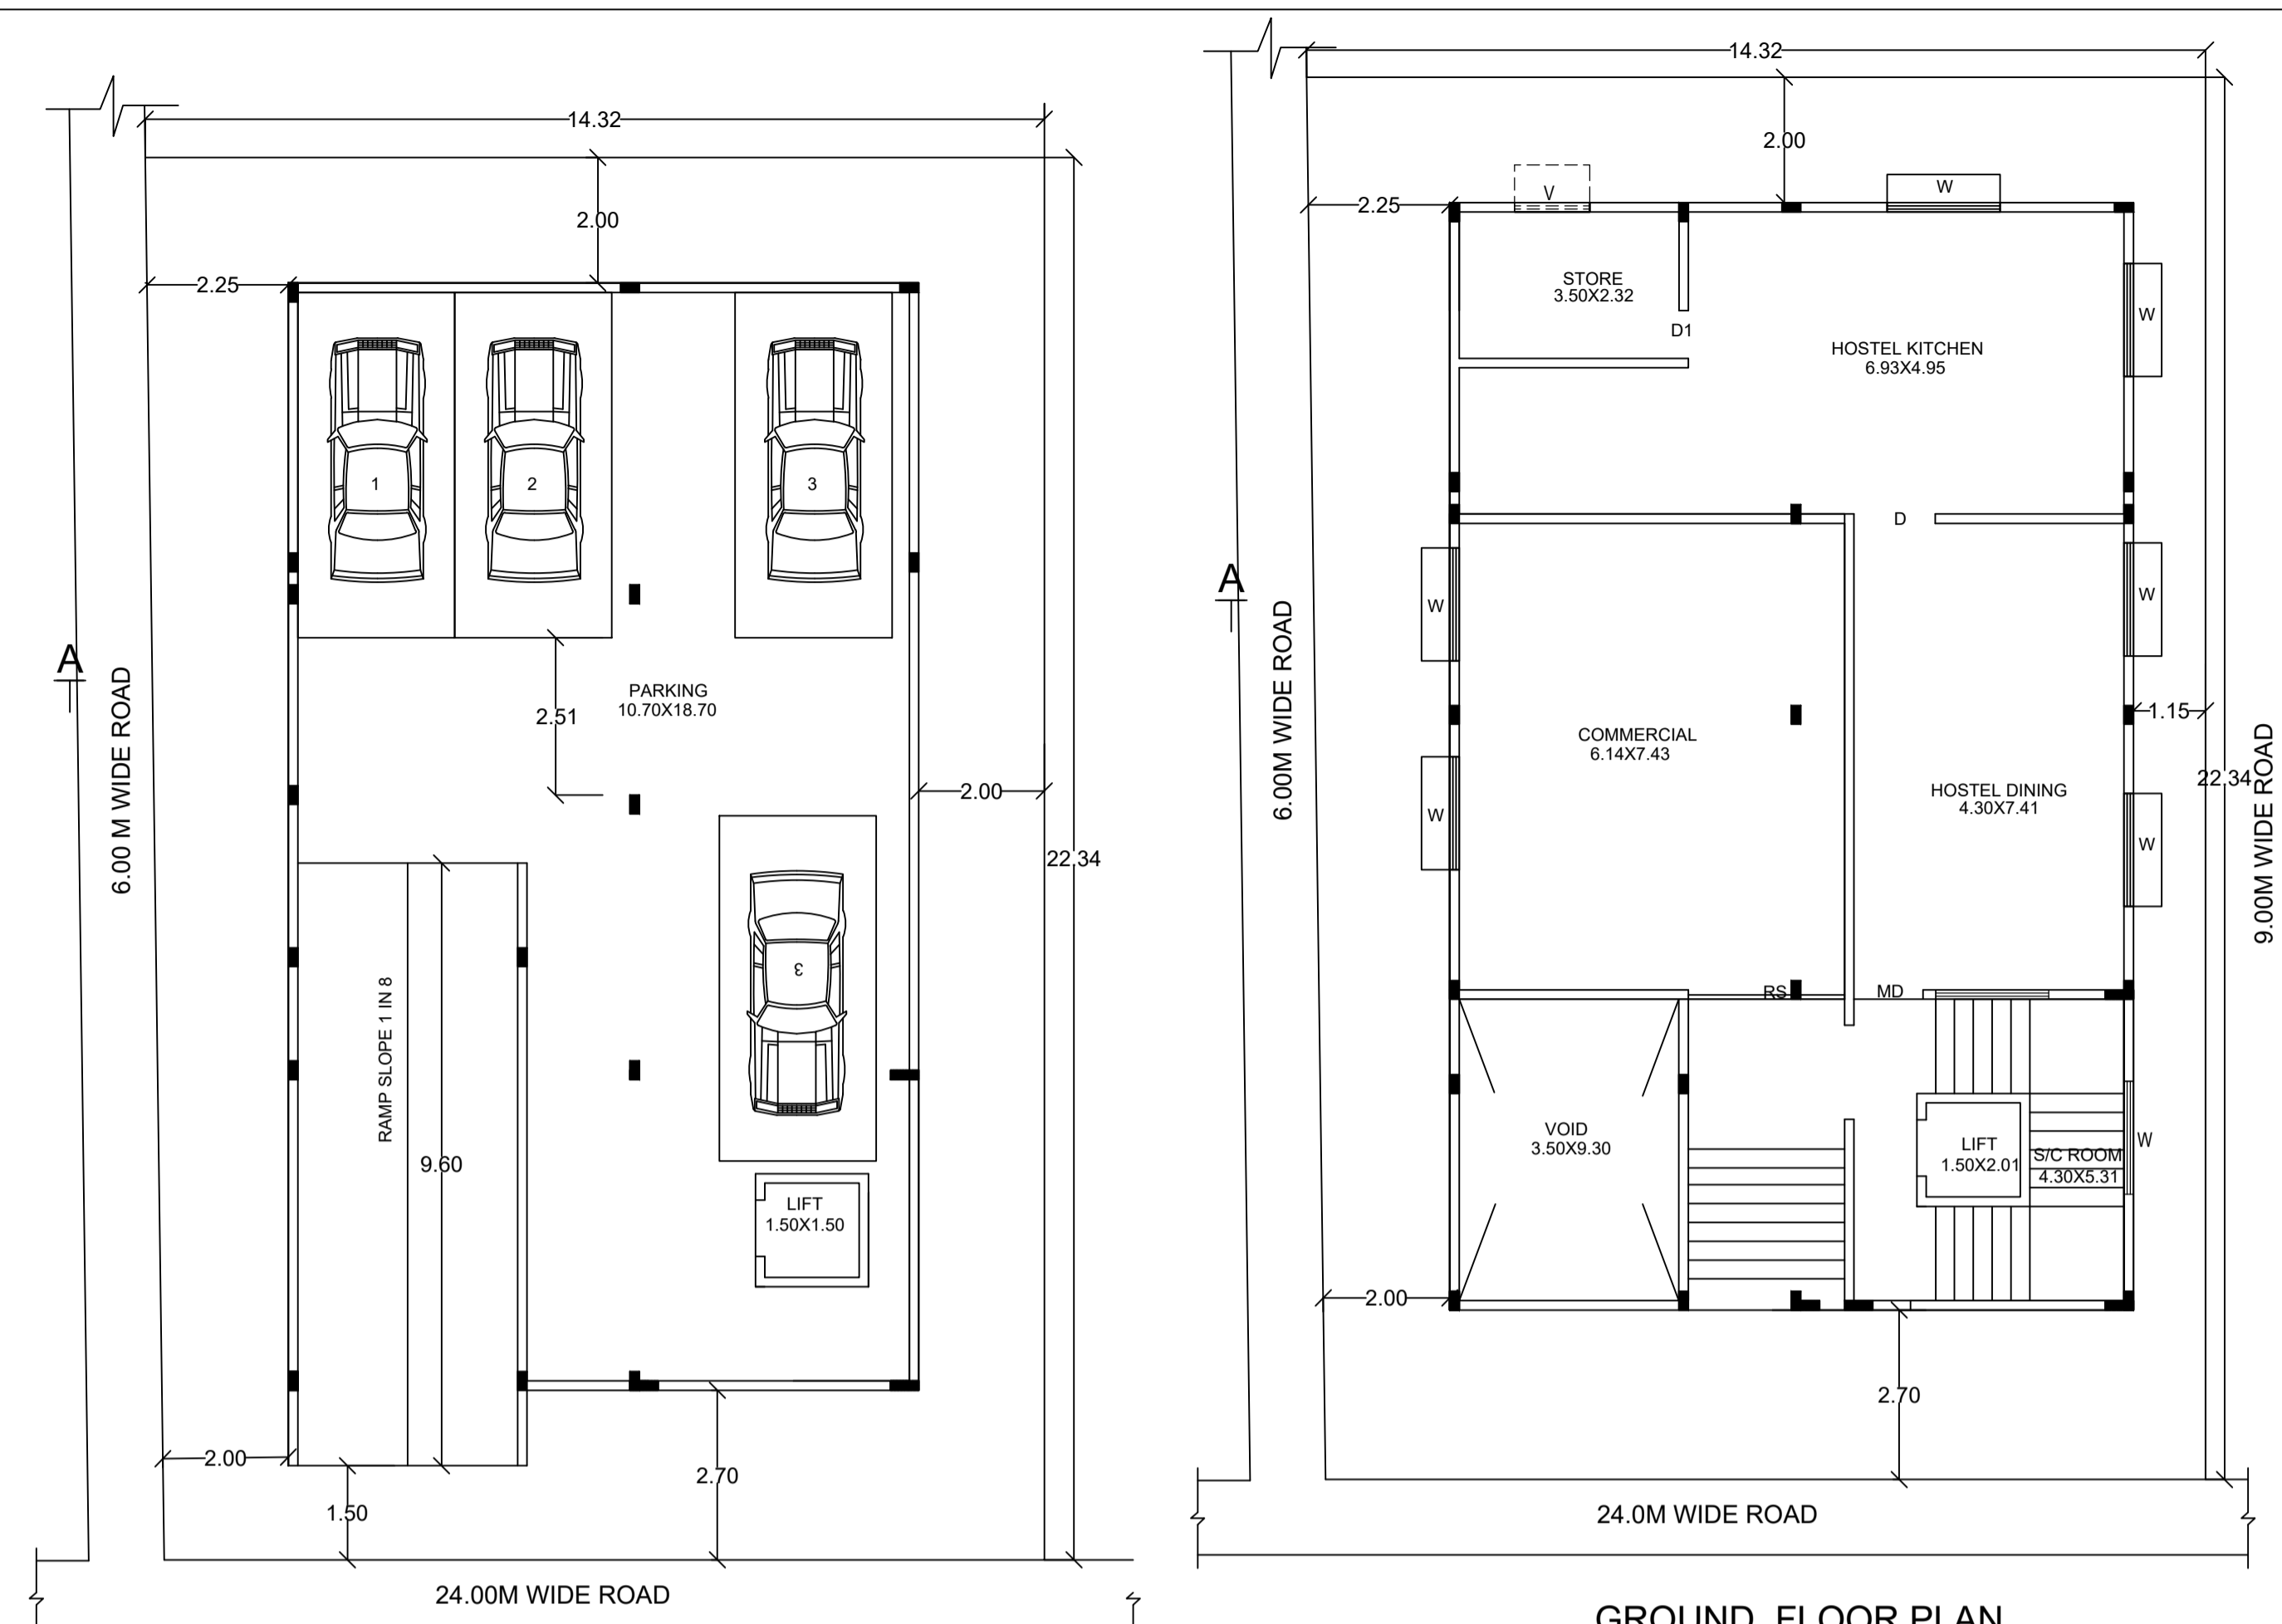 14.32
2.00
2.25
1
2
3
A
6.00 M WIDE ROAD
PARKING
10.70X18.70
2.51
2.00
22.34
3
RAMP SLOPE 1 IN 8
9.60
LIFT
1.50X1.50
2.00
2.70
1.50
24.00M WIDE ROAD
14.32
2.00
2.25
V
W
STORE
3.50X2.32
D1
W
HOSTEL KITCHEN
6.93X4.95
D
A
6.00M WIDE ROAD
W
W
COMMERCIAL
6.14X7.43
1.15
22.34
9.00M WIDE ROAD
HOSTEL DINING
4.30X7.41
W
W
RS
MD
VOID
3.50X9.30
LIFT
1.50X2.01
S/C ROOM
4.30X5.31
W
2.00
2.70
24.0M WIDE ROAD
GROUND FLOOR PLAN